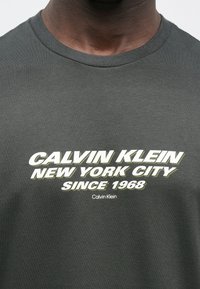 CALVIN KLEIN
NEW YORK CITY
SINCE 1968
Calvin Klein